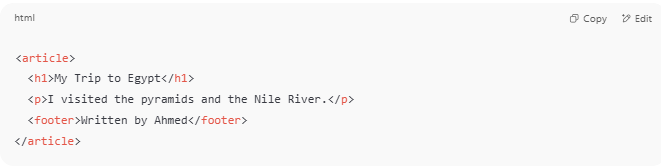 html Copy Edit
<article>
<h1>My Trip to Egypt</h1>
<p>I visited the pyramids and the Nile River.</p>
<footer>Written by Ahmed</footer>
</article>